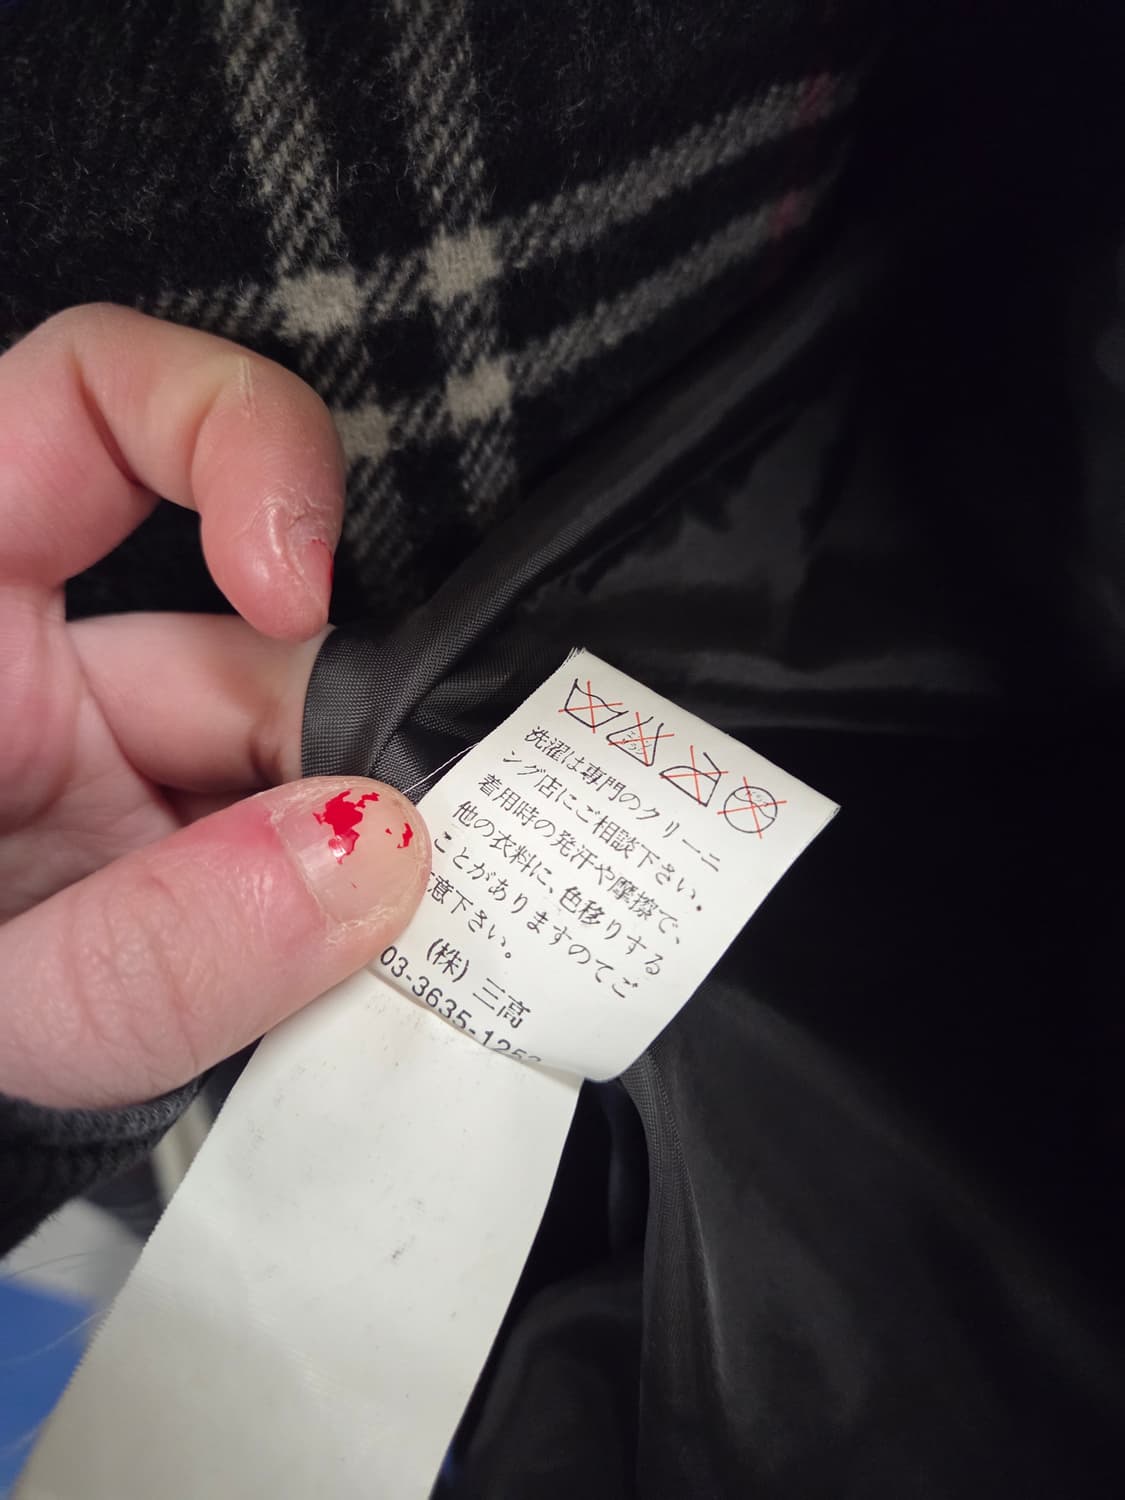 洗濯は専門のクリーニ
ング店にご相談下さい。
着用時の発汗や摩擦で、
他の衣料に、色移りする
ことがありますのてご
意下さい。
(株) 三高
03-3635-125